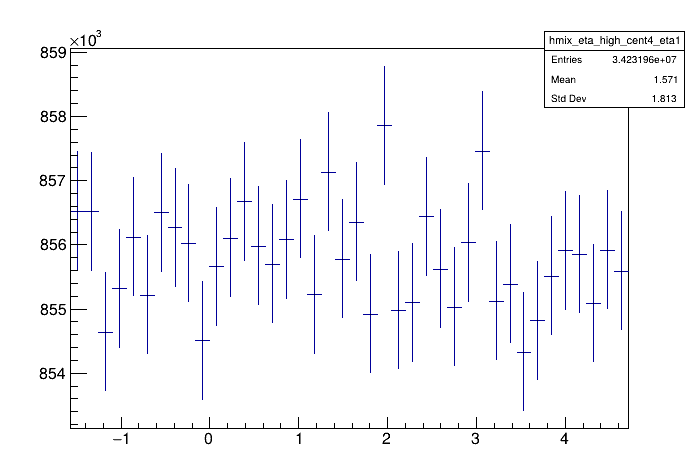 ×10³
hmix_eta_high_cent4_eta1
Entries 3.423196e+07
Mean 1.571
Std Dev 1.813
859
858
857
856
855
854
−1 0 1 2 3 4